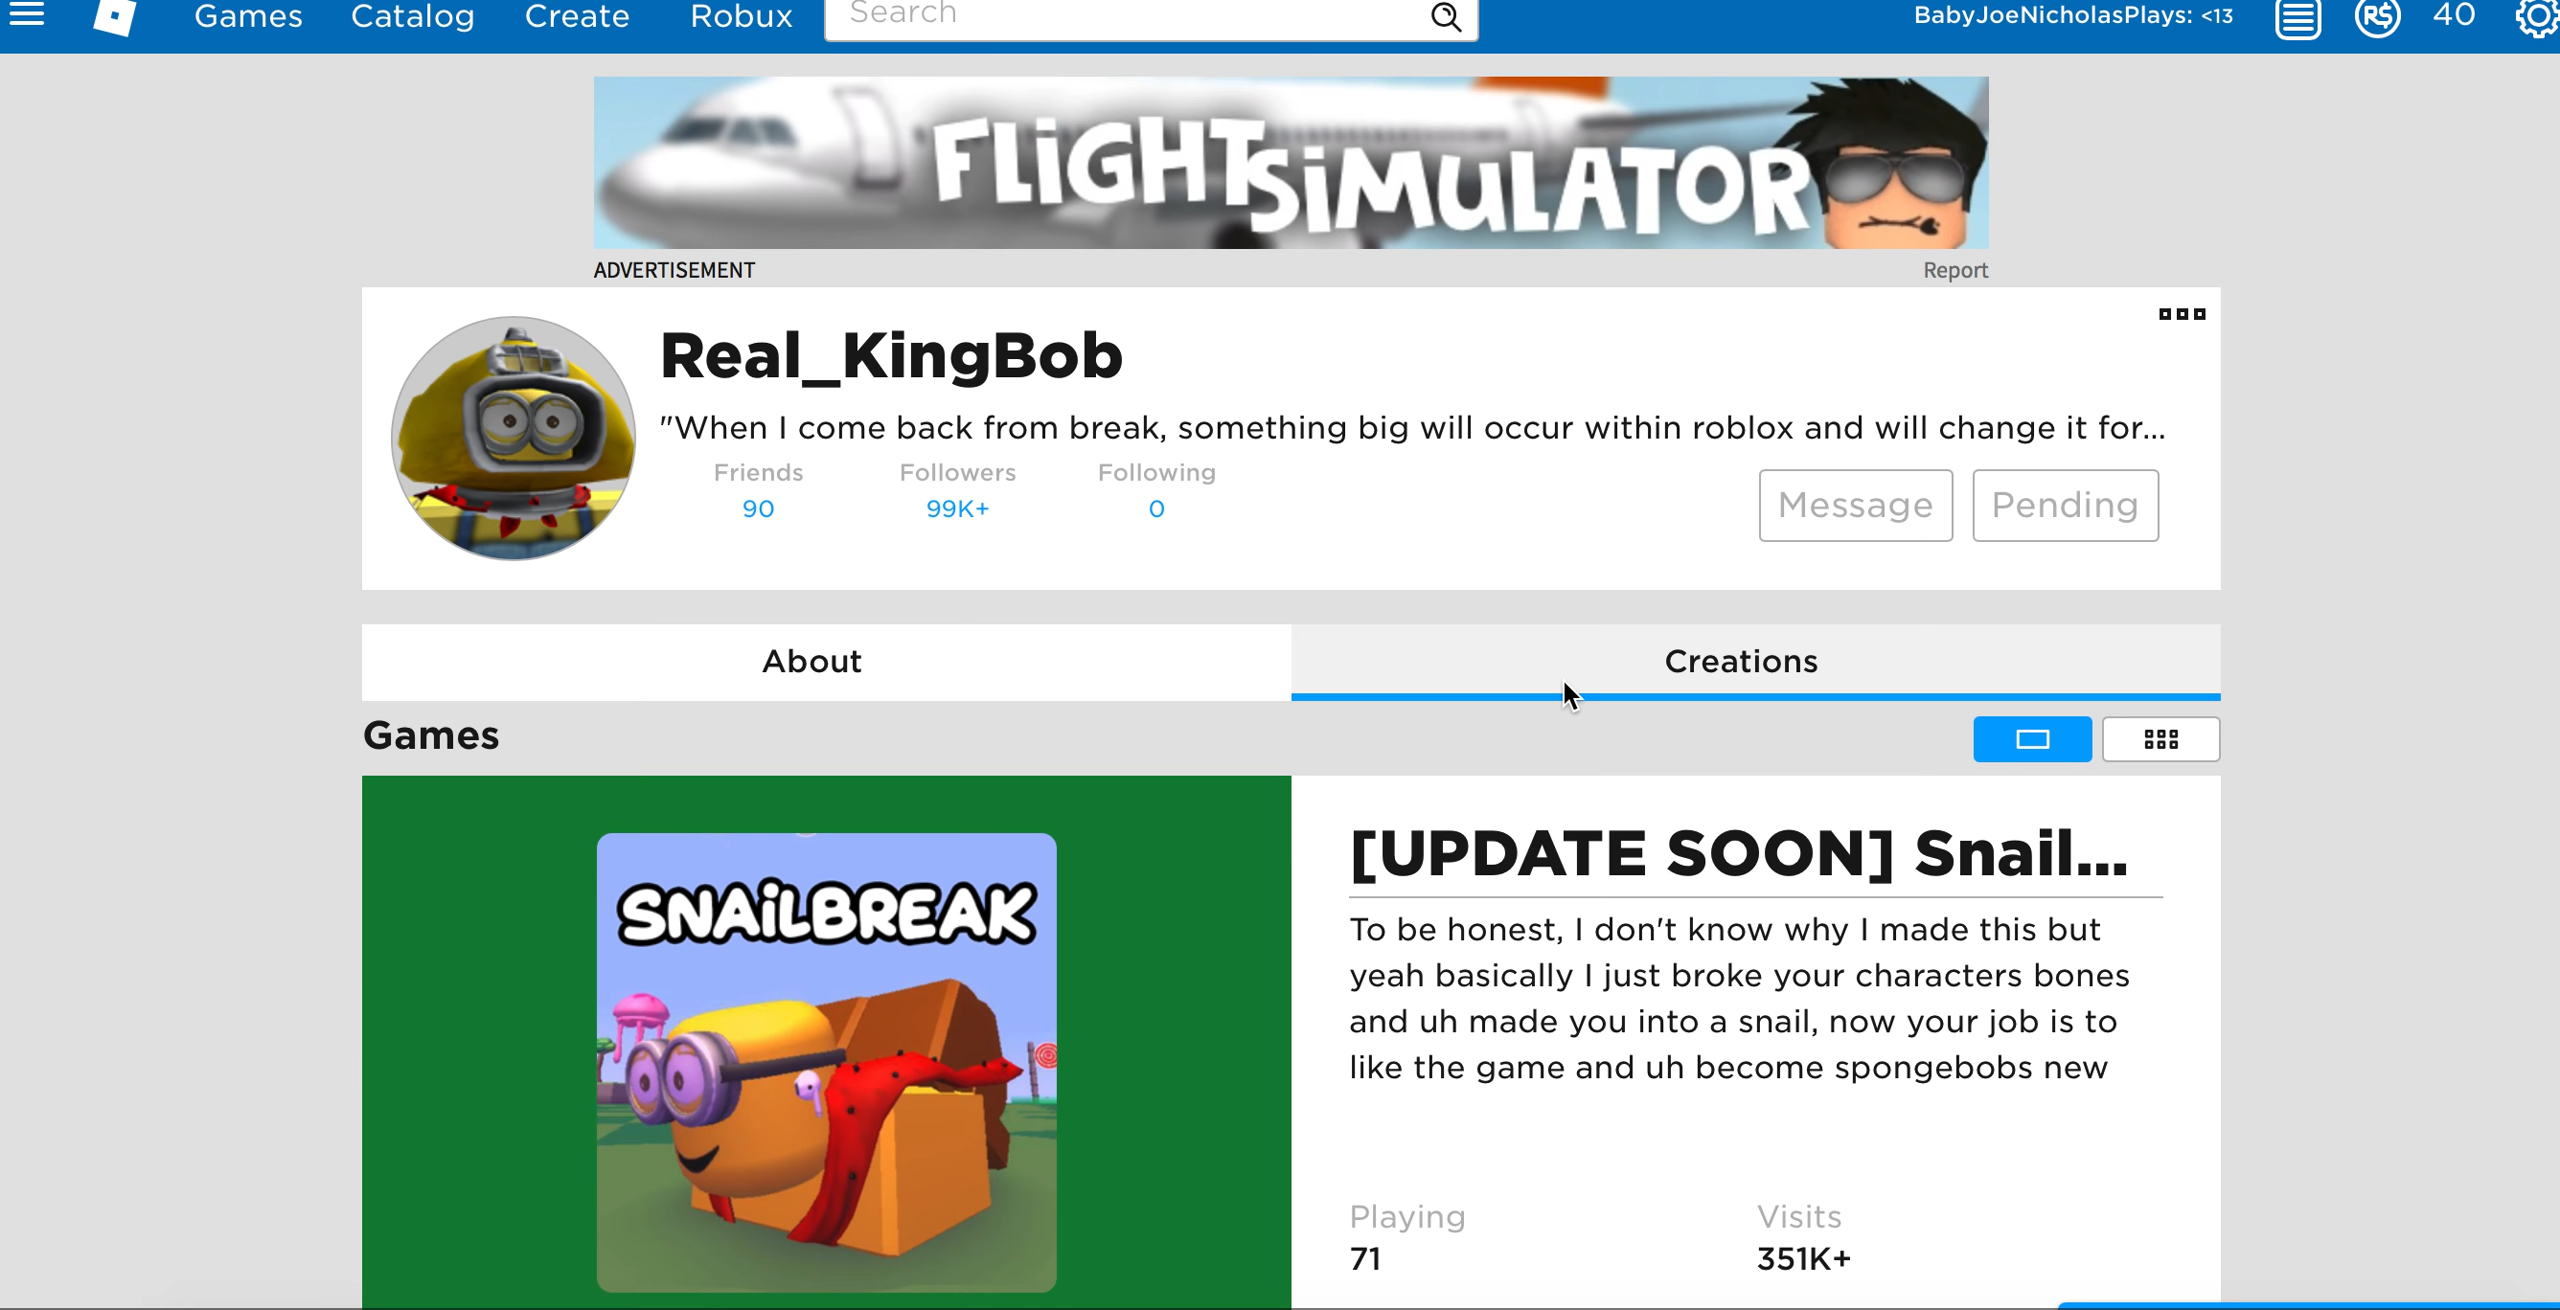 Games Catalog Create Robux Search BabyJoeNicholasPlays: <13 R$ 40
FLiGHT
SiMuLATOR
ADVERTISEMENT Report
Real_KingBob
"When I come back from break, something big will occur within roblox and will change it for...
Friends Followers Following
90 99K+ 0
Message Pending
About Creations
Games
SNAiLBREAK
[UPDATE SOON] Snail...
To be honest, I don't know why I made this but
yeah basically I just broke your characters bones
and uh made you into a snail, now your job is to
like the game and uh become spongebobs new
Playing Visits
71 351K+